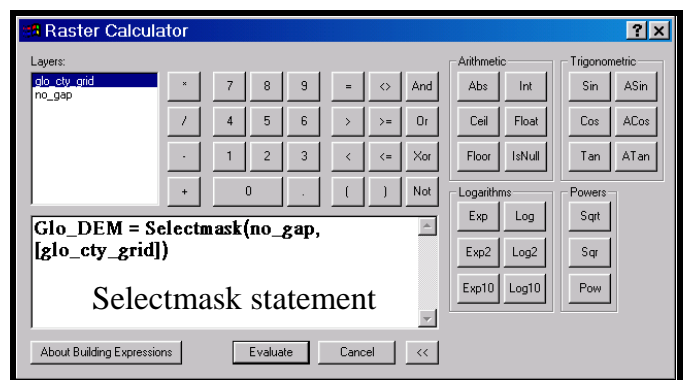 Raster Calculator ? ×
Layers: Arithmetic Trigonometric
glo_cty_grid
no_gap
* 7 8 9 = <> And Abs Int Sin ASin
/ 4 5 6 > >= Or Ceil Float Cos ACos
- 1 2 3 < <= Xor Floor IsNull Tan ATan
+ 0 . ( ) Not
Logarithms Powers
Exp Log Sqrt
Exp2 Log2 Sqr
Exp10 Log10 Pow
Glo_DEM = Selectmask(no_gap,
[glo_cty_grid])
Selectmask statement
About Building Expressions Evaluate Cancel <<